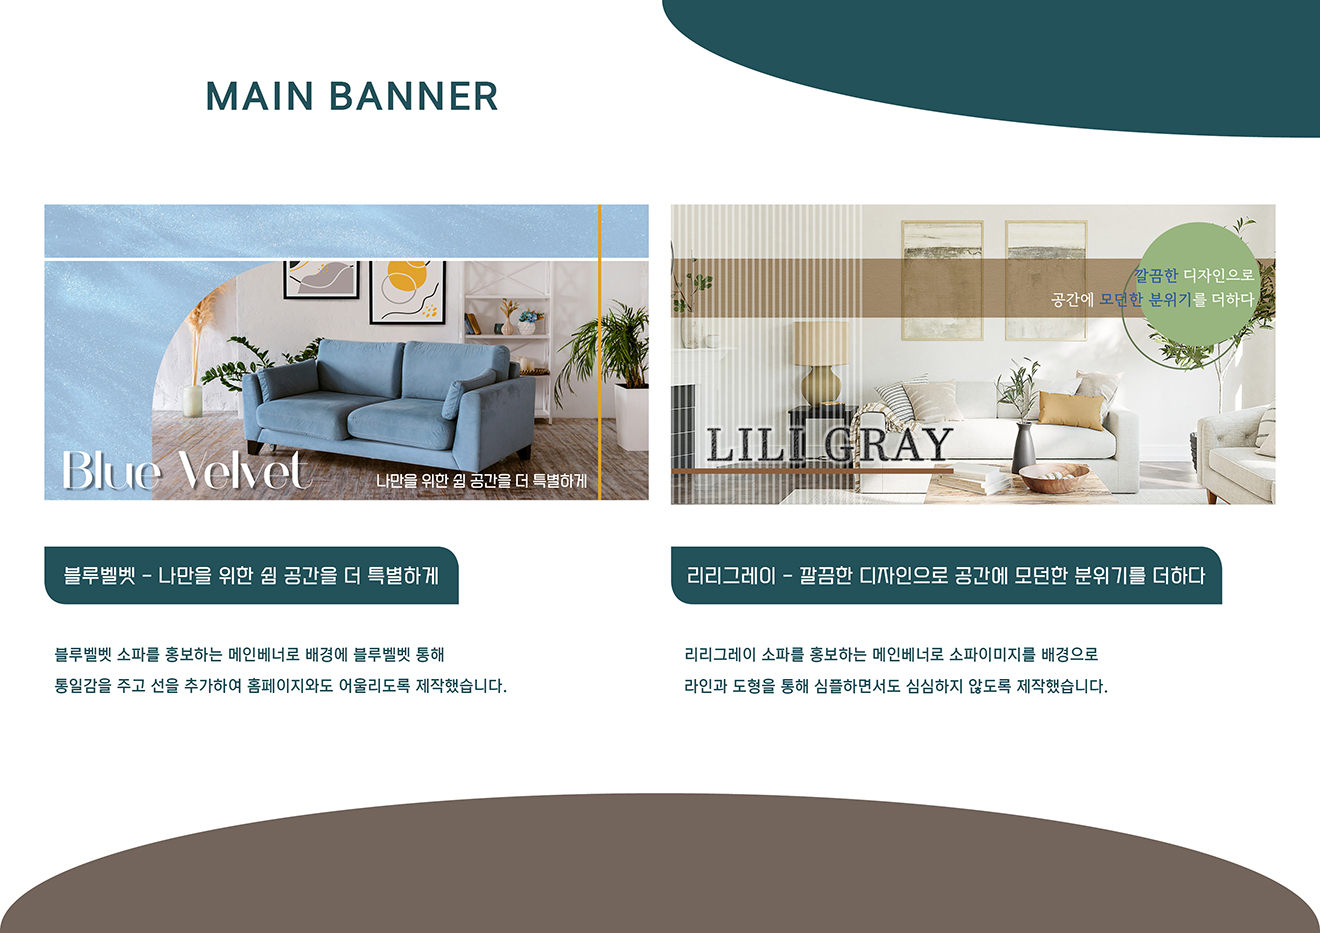 MAIN BANNER
Blue Velvet
나만을 위한 쉼 공간을 더 특별하게
깔끔한 디자인으로
공간에 모던한 분위기를 더하다
LILI GRAY
블루벨벳 - 나만을 위한 쉼 공간을 더 특별하게
블루벨벳 소파를 홍보하는 메인베너로 배경에 블루벨벳 통해
통일감을 주고 선을 추가하여 홈페이지와도 어울리도록 제작했습니다.
리리그레이 - 깔끔한 디자인으로 공간에 모던한 분위기를 더하다
리리그레이 소파를 홍보하는 메인베너로 소파이미지를 배경으로
라인과 도형을 통해 심플하면서도 심심하지 않도록 제작했습니다.